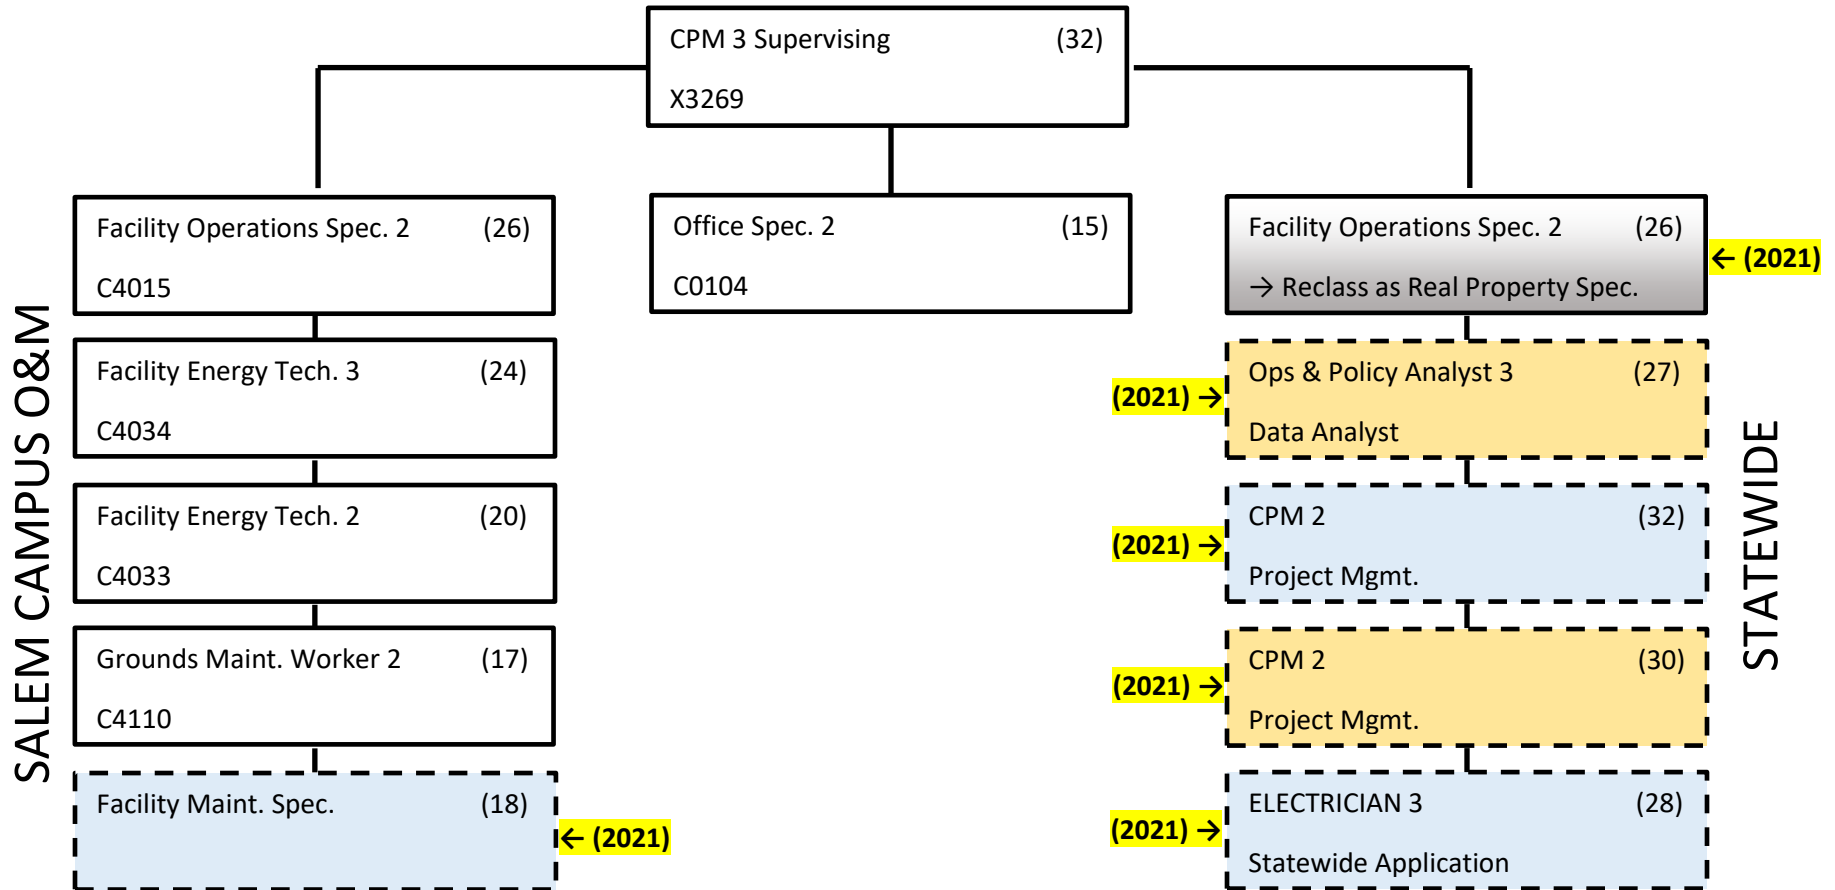 CPM 3 Supervising (32)
X3269
SALEM CAMPUS O&M
Facility Operations Spec. 2 (26)
C4015
Facility Energy Tech. 3 (24)
C4034
Facility Energy Tech. 2 (20)
C4033
Grounds Maint. Worker 2 (17)
C4110
Facility Maint. Spec. (18)
← (2021)
Office Spec. 2 (15)
C0104
Facility Operations Spec. 2 (26)
→ Reclass as Real Property Spec.
← (2021)
(2021) →
Ops & Policy Analyst 3 (27)
Data Analyst
(2021) →
CPM 2 (32)
Project Mgmt.
(2021) →
CPM 2 (30)
Project Mgmt.
(2021) →
ELECTRICIAN 3 (28)
Statewide Application
STATEWIDE